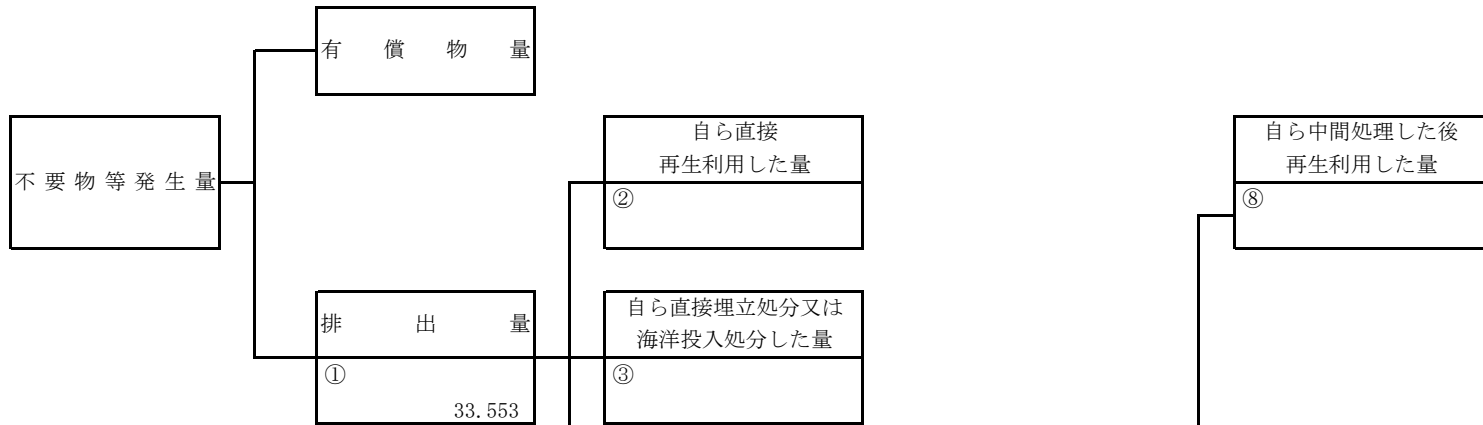 有償物量
自ら直接
再生利用した量
②
自ら中間処理した後
再生利用した量
⑧
不要物等発生量
排出量
①
33.553
自ら直接埋立処分又は
海洋投入処分した量
③